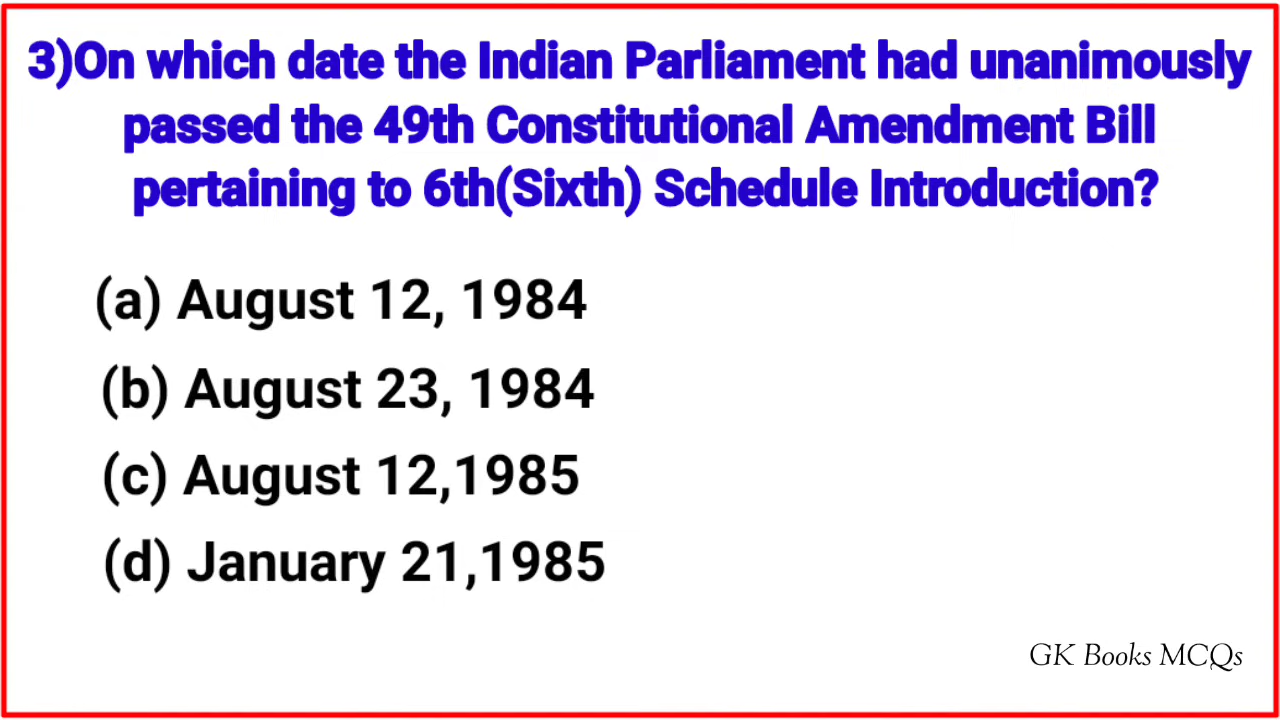 3)On which date the Indian Parliament had unanimously
passed the 49th Constitutional Amendment Bill
pertaining to 6th(Sixth) Schedule Introduction?
(a) August 12, 1984
(b) August 23, 1984
(c) August 12,1985
(d) January 21,1985
GK Books MCQs